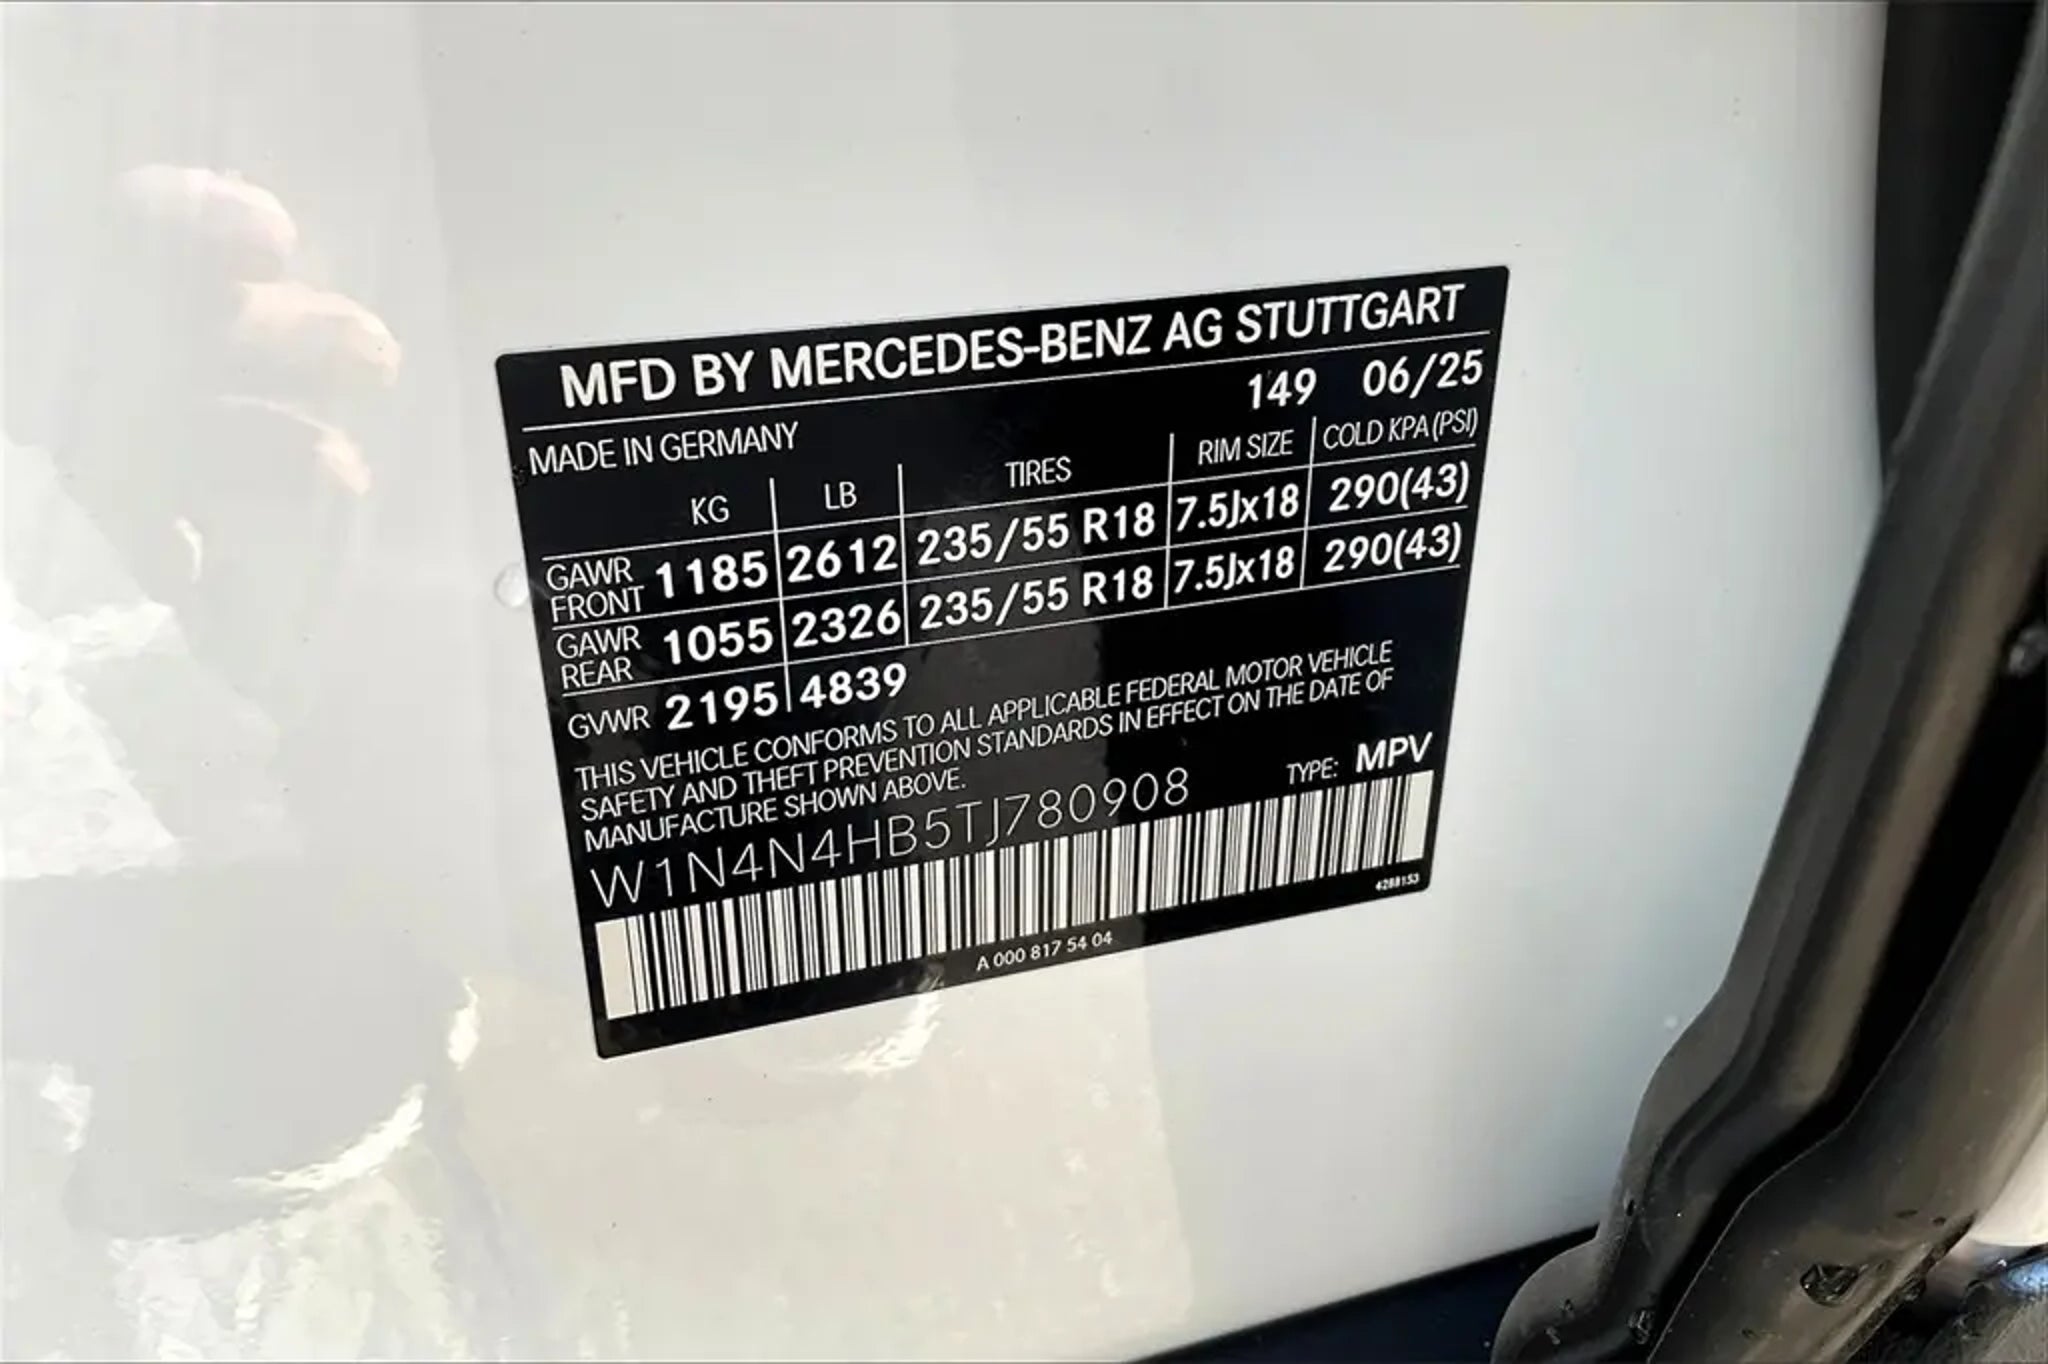 MFD BY MERCEDES-BENZ AG STUTTGART
149 06/25
MADE IN GERMANY
KG LB TIRES RIM SIZE COLD KPA (PSI)
GAWR FRONT 1185 2612 235/55 R18 7.5Jx18 290(43)
GAWR REAR 1055 2326 235/55 R18 7.5Jx18 290(43)
GVWR 2195 4839
THIS VEHICLE CONFORMS TO ALL APPLICABLE FEDERAL MOTOR VEHICLE
SAFETY AND THEFT PREVENTION STANDARDS IN EFFECT ON THE DATE OF
MANUFACTURE SHOWN ABOVE.
TYPE: MPV
W1N4N4HB5TJ780908
4288153
A 000 817 54 04